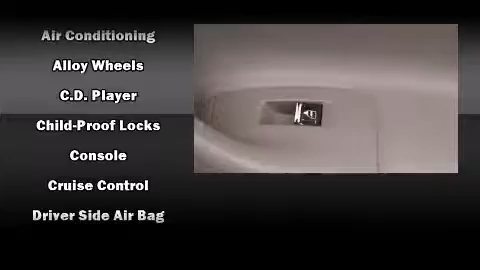 Air Conditioning
Alloy Wheels
C.D. Player
Child-Proof Locks
Console
Cruise Control
Driver Side Air Bag